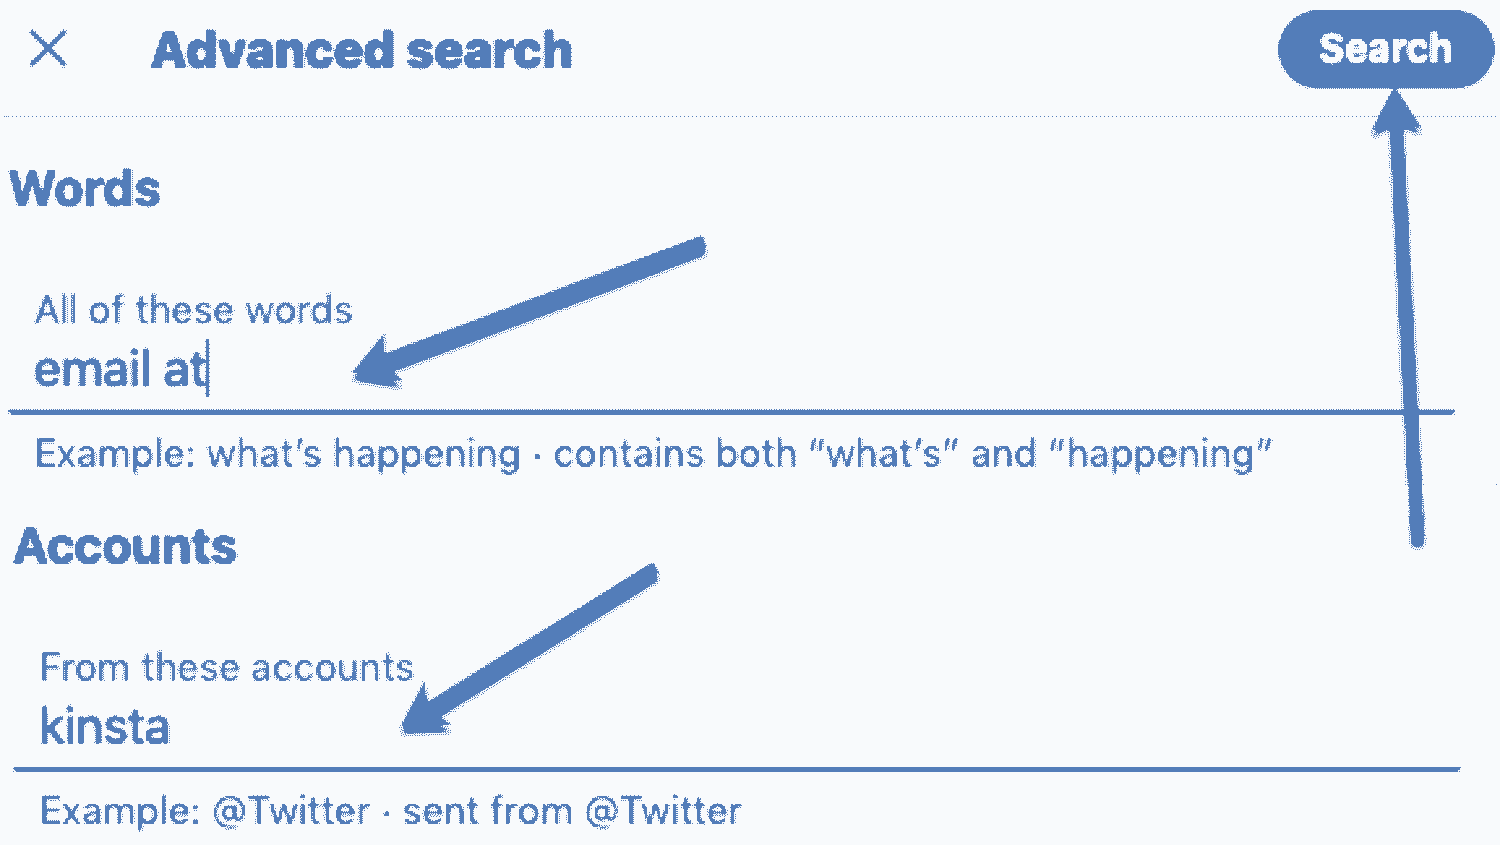 Advanced search
Search
Words
All of these words
email at
Example: what’s happening · contains both “what’s” and “happening”
Accounts
From these accounts
kinsta
Example: @Twitter · sent from @Twitter